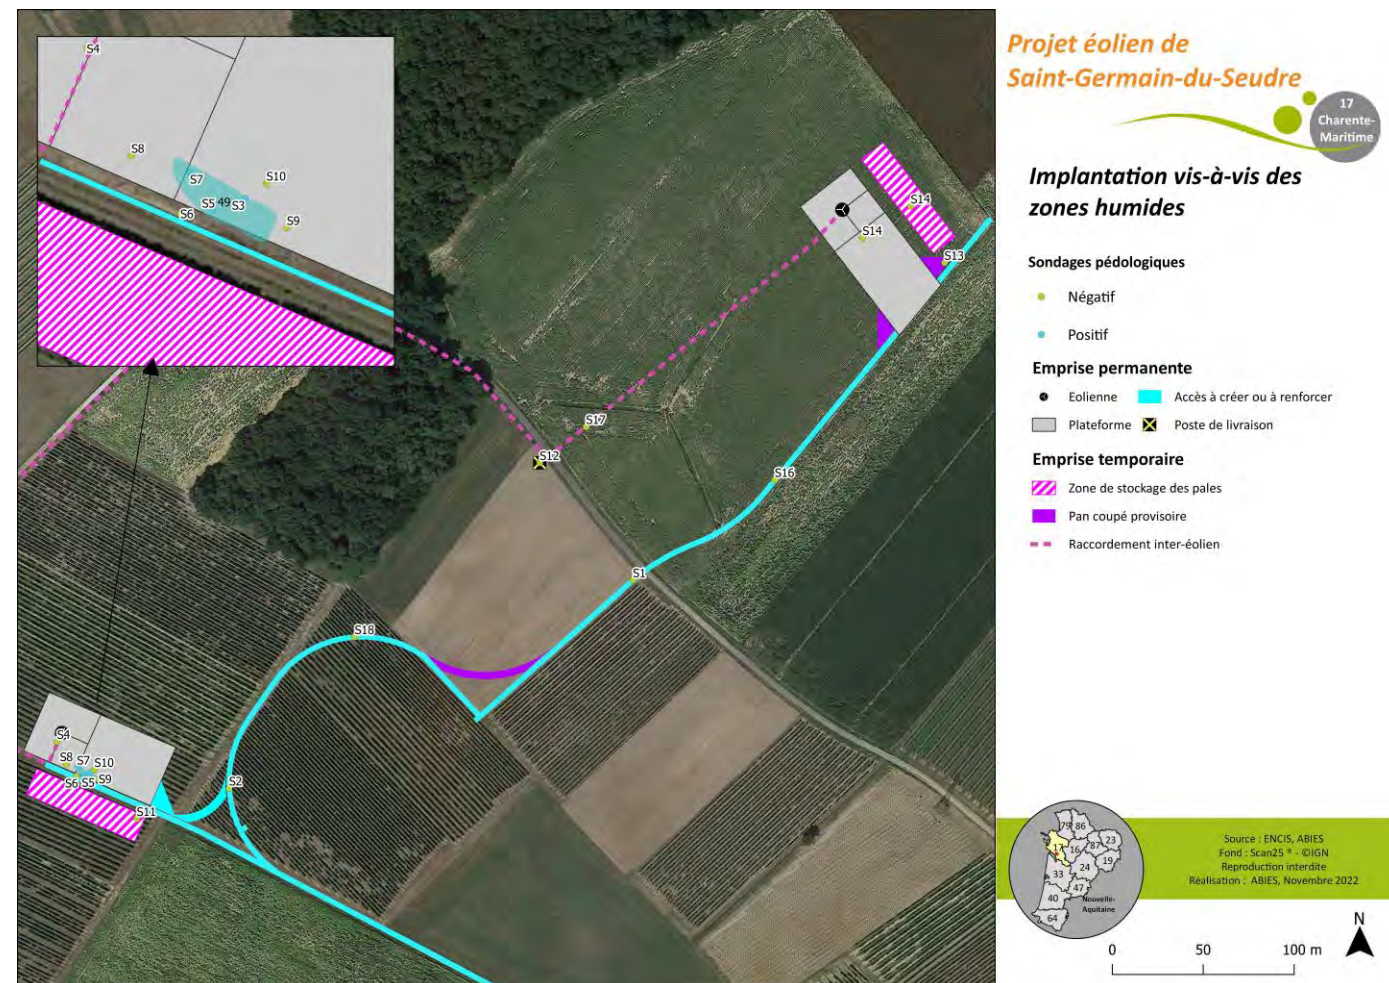 Projet éolien de
Saint-Germain-du-Seudre
17
Charente-
Maritime
Implantation vis-à-vis des
zones humides
Sondages pédologiques
Négatif
Positif
Emprise permanente
Eolienne
Accès à créer ou à renforcer
Plateforme
Poste de livraison
Emprise temporaire
Zone de stockage des pales
Pan coupé provisoire
Raccordement inter-éolien
S4
S8
S7
S10
S5
49
S3
S6
S9
S14
S14
S13
S17
S12
S16
S1
S18
S4
S8
S7
S10
S6
S5
S9
S2
S11
79
86
17
16
87
23
19
33
24
47
40
64
Nouvelle-
Aquitaine
Source : ENCIS, ABIES
Fond : Scan25 ® - ©IGN
Reproduction interdite
Réalisation : ABIES, Novembre 2022
N
0
50
100 m